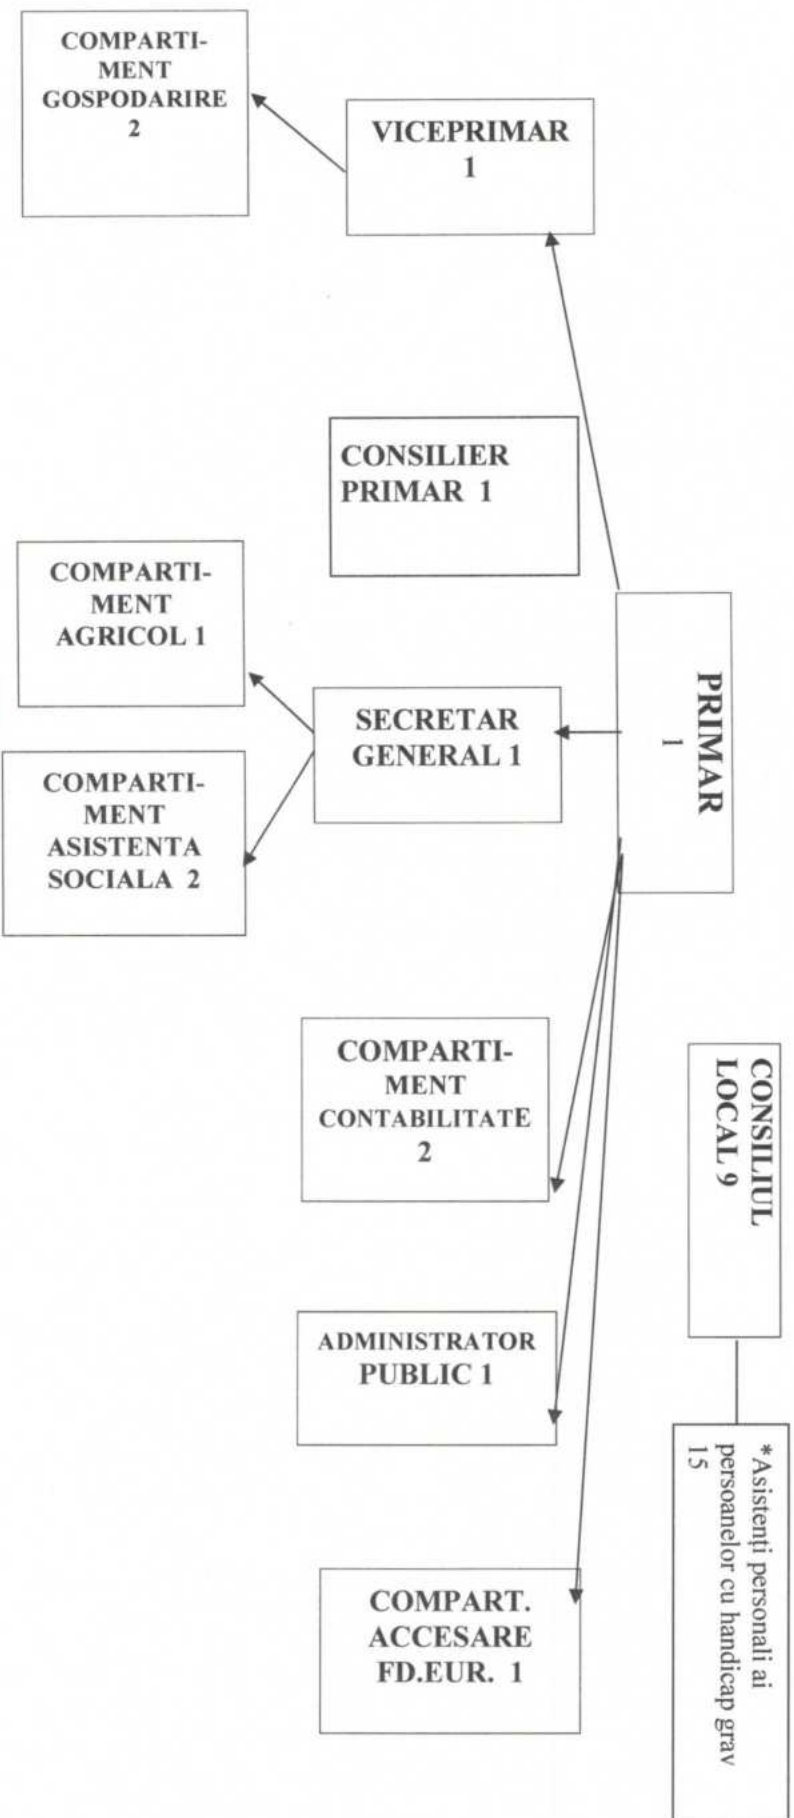 COMPARTI-
MENT
GOSPODARIRE
2
VICEPRIMAR
1
CONSILIER
PRIMAR 1
COMPARTI-
MENT
AGRICOL 1
SECRETAR
GENERAL 1
PRIMAR
1
COMPARTI-
MENT
ASISTENTA
SOCIALA 2
COMPARTI-
MENT
CONTABILITATE
2
CONSILIUL
LOCAL 9
ADMINISTRATOR
PUBLIC 1
*Asistenți personali ai
persoanelor cu handicap grav
15
COMPART.
ACCESARE
FD.EUR. 1